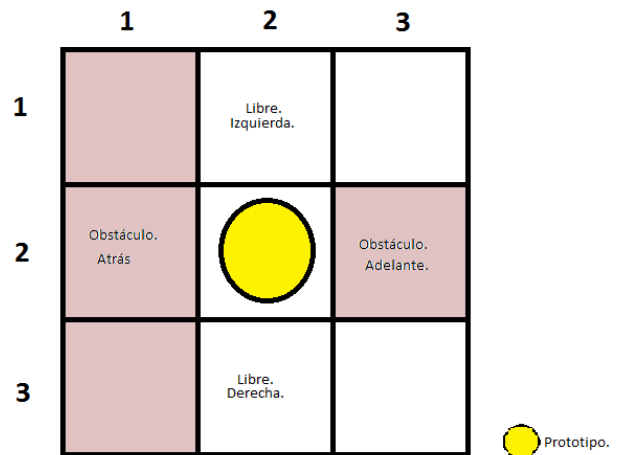 1 2 3
1
Libre.
Izquierda.
2
Obstáculo.
Atrás
Obstáculo.
Adelante.
3
Libre.
Derecha.
Prototipo.